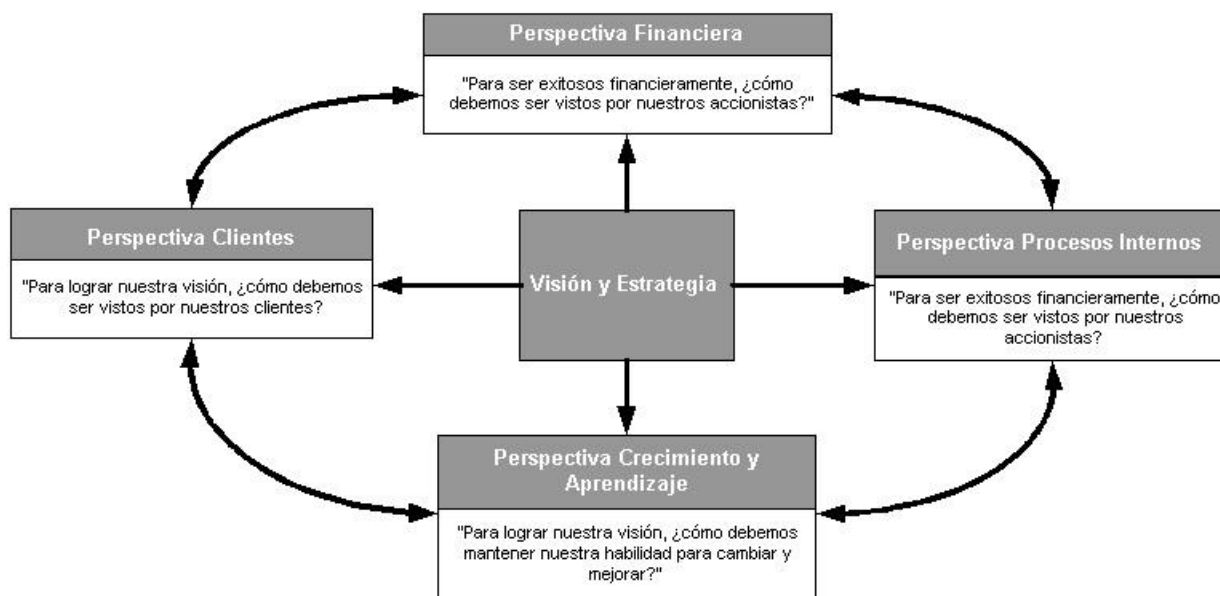 Perspectiva Financiera
"Para ser exitosos financieramente, ¿cómo
debemos ser vistos por nuestros accionistas?"
Perspectiva Clientes
"Para lograr nuestra visión, ¿cómo debemos
ser vistos por nuestros clientes?
Visión y Estrategia
Perspectiva Procesos Internos
"Para ser exitosos financieramente, ¿cómo
debemos ser vistos por nuestros
accionistas?
Perspectiva Crecimiento y
Aprendizaje
"Para lograr nuestra visión, ¿cómo debemos
mantener nuestra habilidad para cambiar y
mejorar?"